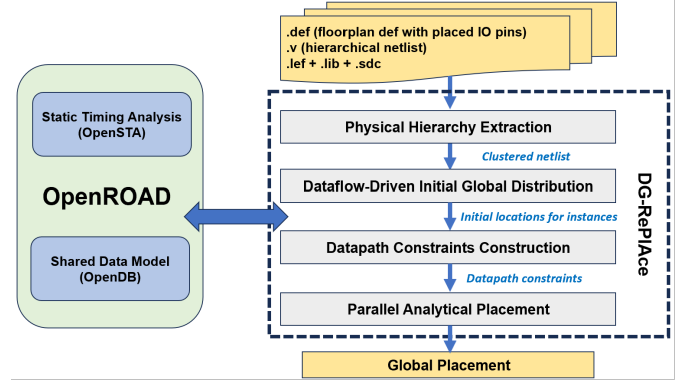 .def (floorplan def with placed IO pins)
.v (hierarchical netlist)
.lef + .lib + .sdc
Static Timing Analysis
(OpenSTA)
OpenROAD
Shared Data Model
(OpenDB)
Physical Hierarchy Extraction
Clustered netlist
Dataflow-Driven Initial Global Distribution
Initial locations for instances
Datapath Constraints Construction
Datapath constraints
Parallel Analytical Placement
DG-RePlAce
Global Placement